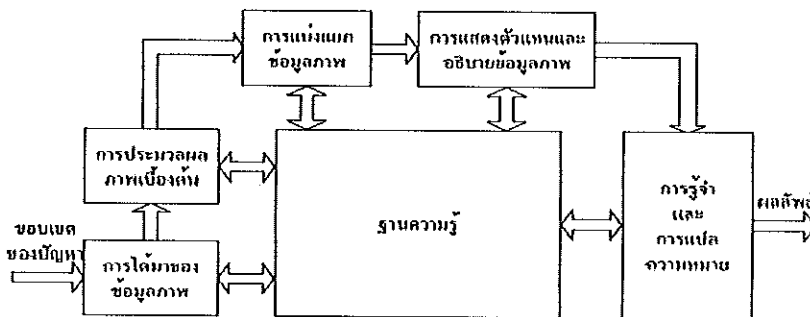 การแบ่งแยก
ข้อมูลภาพ
การแสดงตัวแทนและ
อธิบายข้อมูลภาพ
การประมวลผล
ภาพเบื้องต้น
ฐานความรู้
การรู้จำ
และ
การแปล
ความหมาย
ผลลัพธ์
ขอบเขต
ของปัญหา
การได้มาของ
ข้อมูลภาพ